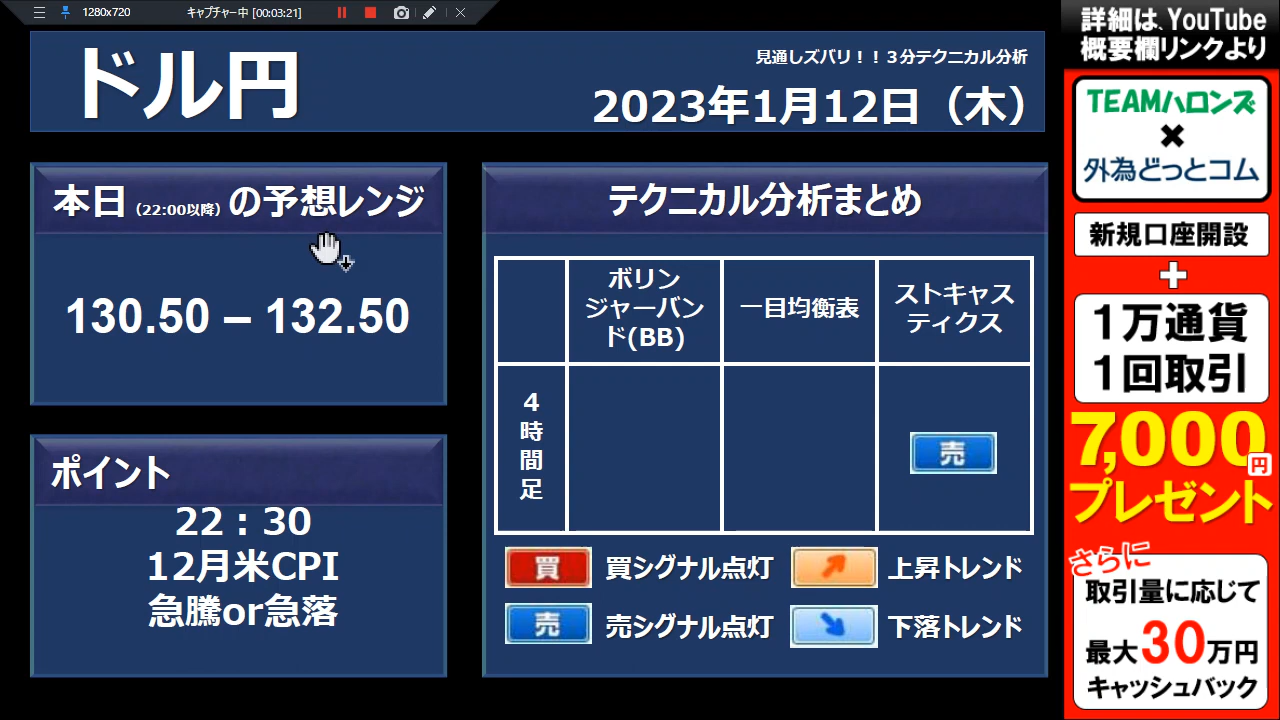 1280x720
キャプチャー中 [00:03:21]
ドル円
見通しズバリ！！３分テクニカル分析
2023年1月12日（木）
本日（22:00以降）の予想レンジ
130.50 – 132.50
ポイント
22：30
12月米CPI
急騰or急落
テクニカル分析まとめ
ボリン
ジャーバン
ド(BB)
一目均衡表
ストキャス
ティクス
４
時
間
足
売
買
買シグナル点灯
上昇トレンド
売
売シグナル点灯
下落トレンド
詳細は、YouTube
概要欄リンクより
TEAMハロンズ
×
外為どっとコム
新規口座開設
+
１万通貨
１回取引
7,000円
プレゼント
さらに
取引量に応じて
最大30万円
キャッシュバック